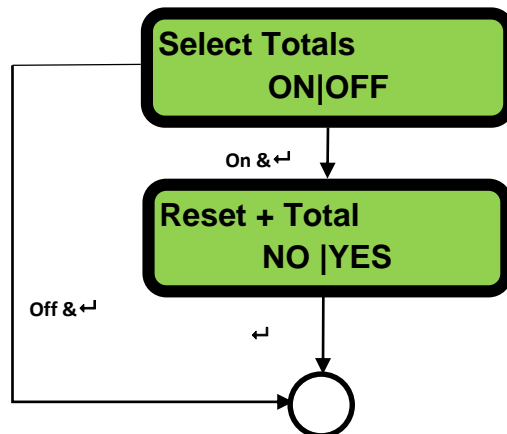 Select Totals
ON|OFF
On & ↵
Reset + Total
NO |YES
Off & ↵
↵